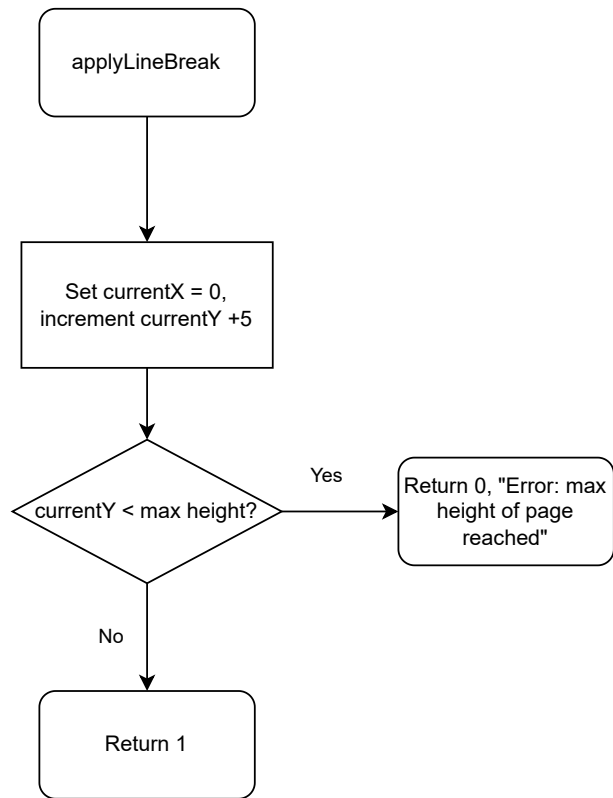 applyLineBreak
Set currentX = 0,
increment currentY +5
currentY < max height?
Yes
Return 0, "Error: max
height of page
reached"
No
Return 1